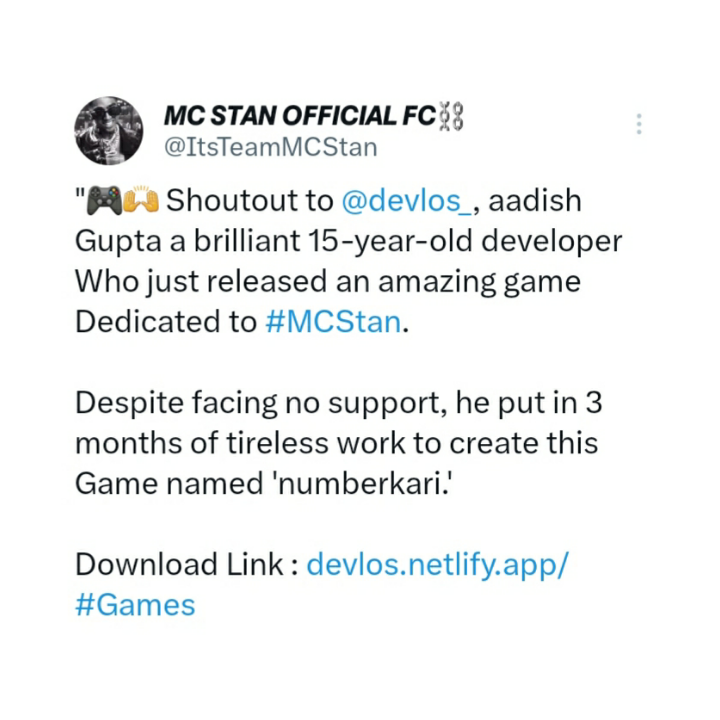 MC STAN OFFICIAL FC⛓️
@ItsTeamMCStan
"🎮🙌 Shoutout to @devlos_, aadish
Gupta a brilliant 15-year-old developer
Who just released an amazing game
Dedicated to #MCStan.
Despite facing no support, he put in 3
months of tireless work to create this
Game named 'numberkari.'
Download Link : devlos.netlify.app/
#Games